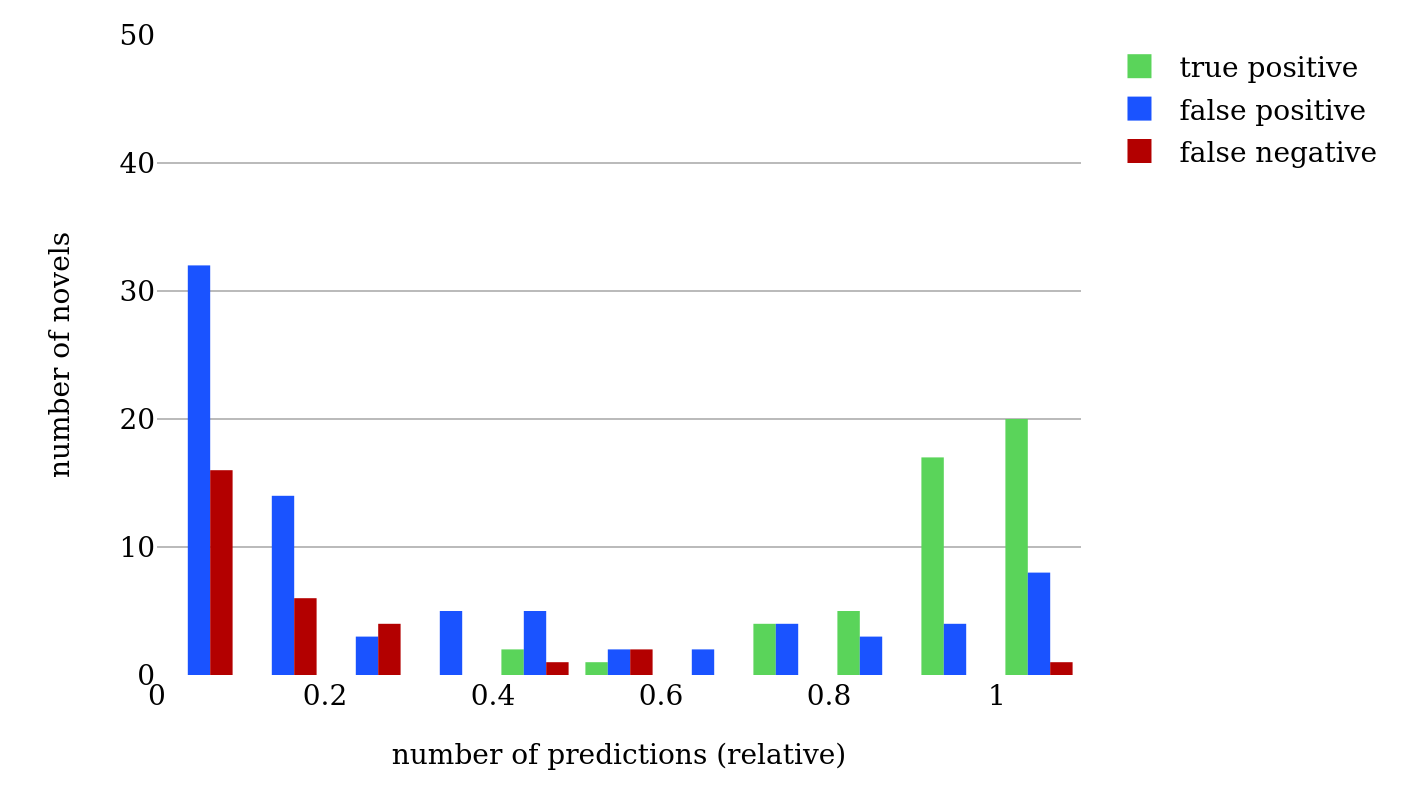 50
40
30
20
10
0
number of novels
0 0.2 0.4 0.6 0.8 1
number of predictions (relative)
true positive
false positive
false negative